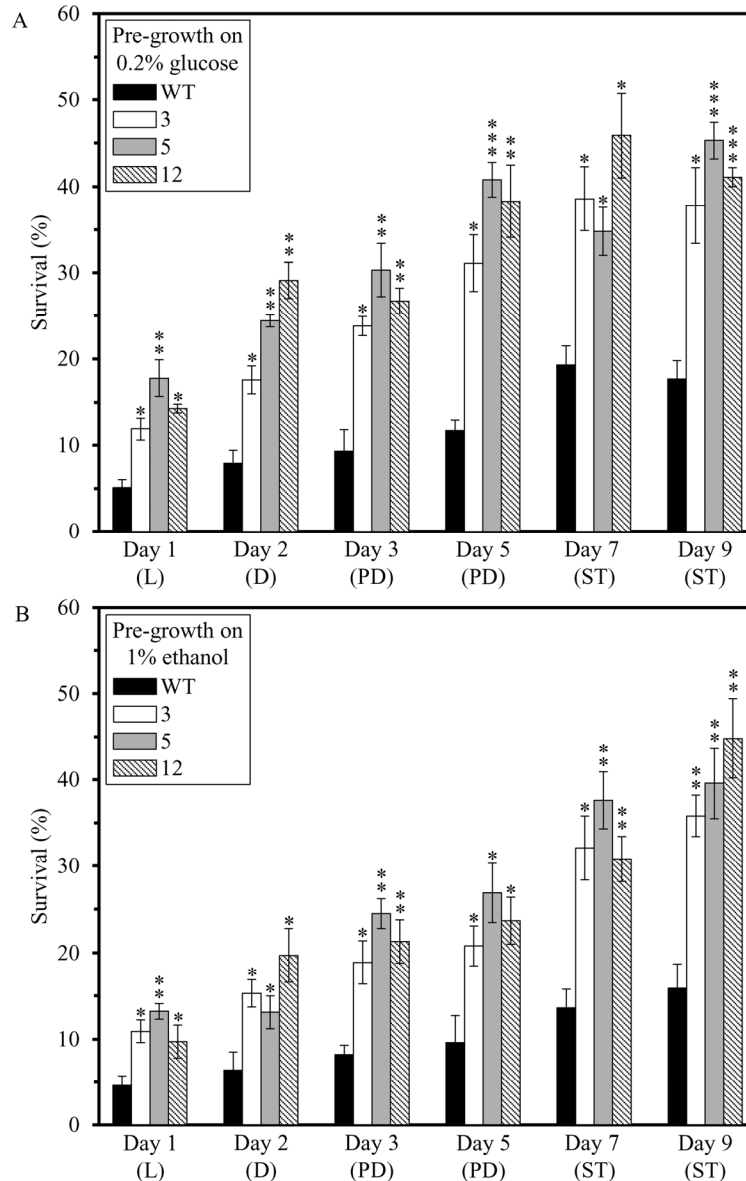 A
Pre-growth on
0.2% glucose
WT
3
5
12
Survival (%)
60
50
40
30
20
10
0
* ** *
* ** **
* ** **
* *** **
* * *
* *** ***
Day 1 Day 2 Day 3 Day 5 Day 7 Day 9
(L) (D) (PD) (PD) (ST) (ST)
B
Pre-growth on
1% ethanol
WT
3
5
12
Survival (%)
60
50
40
30
20
10
0
* ** *
* * *
* ** **
* * *
* ** **
** ** **
Day 1 Day 2 Day 3 Day 5 Day 7 Day 9
(L) (D) (PD) (PD) (ST) (ST)